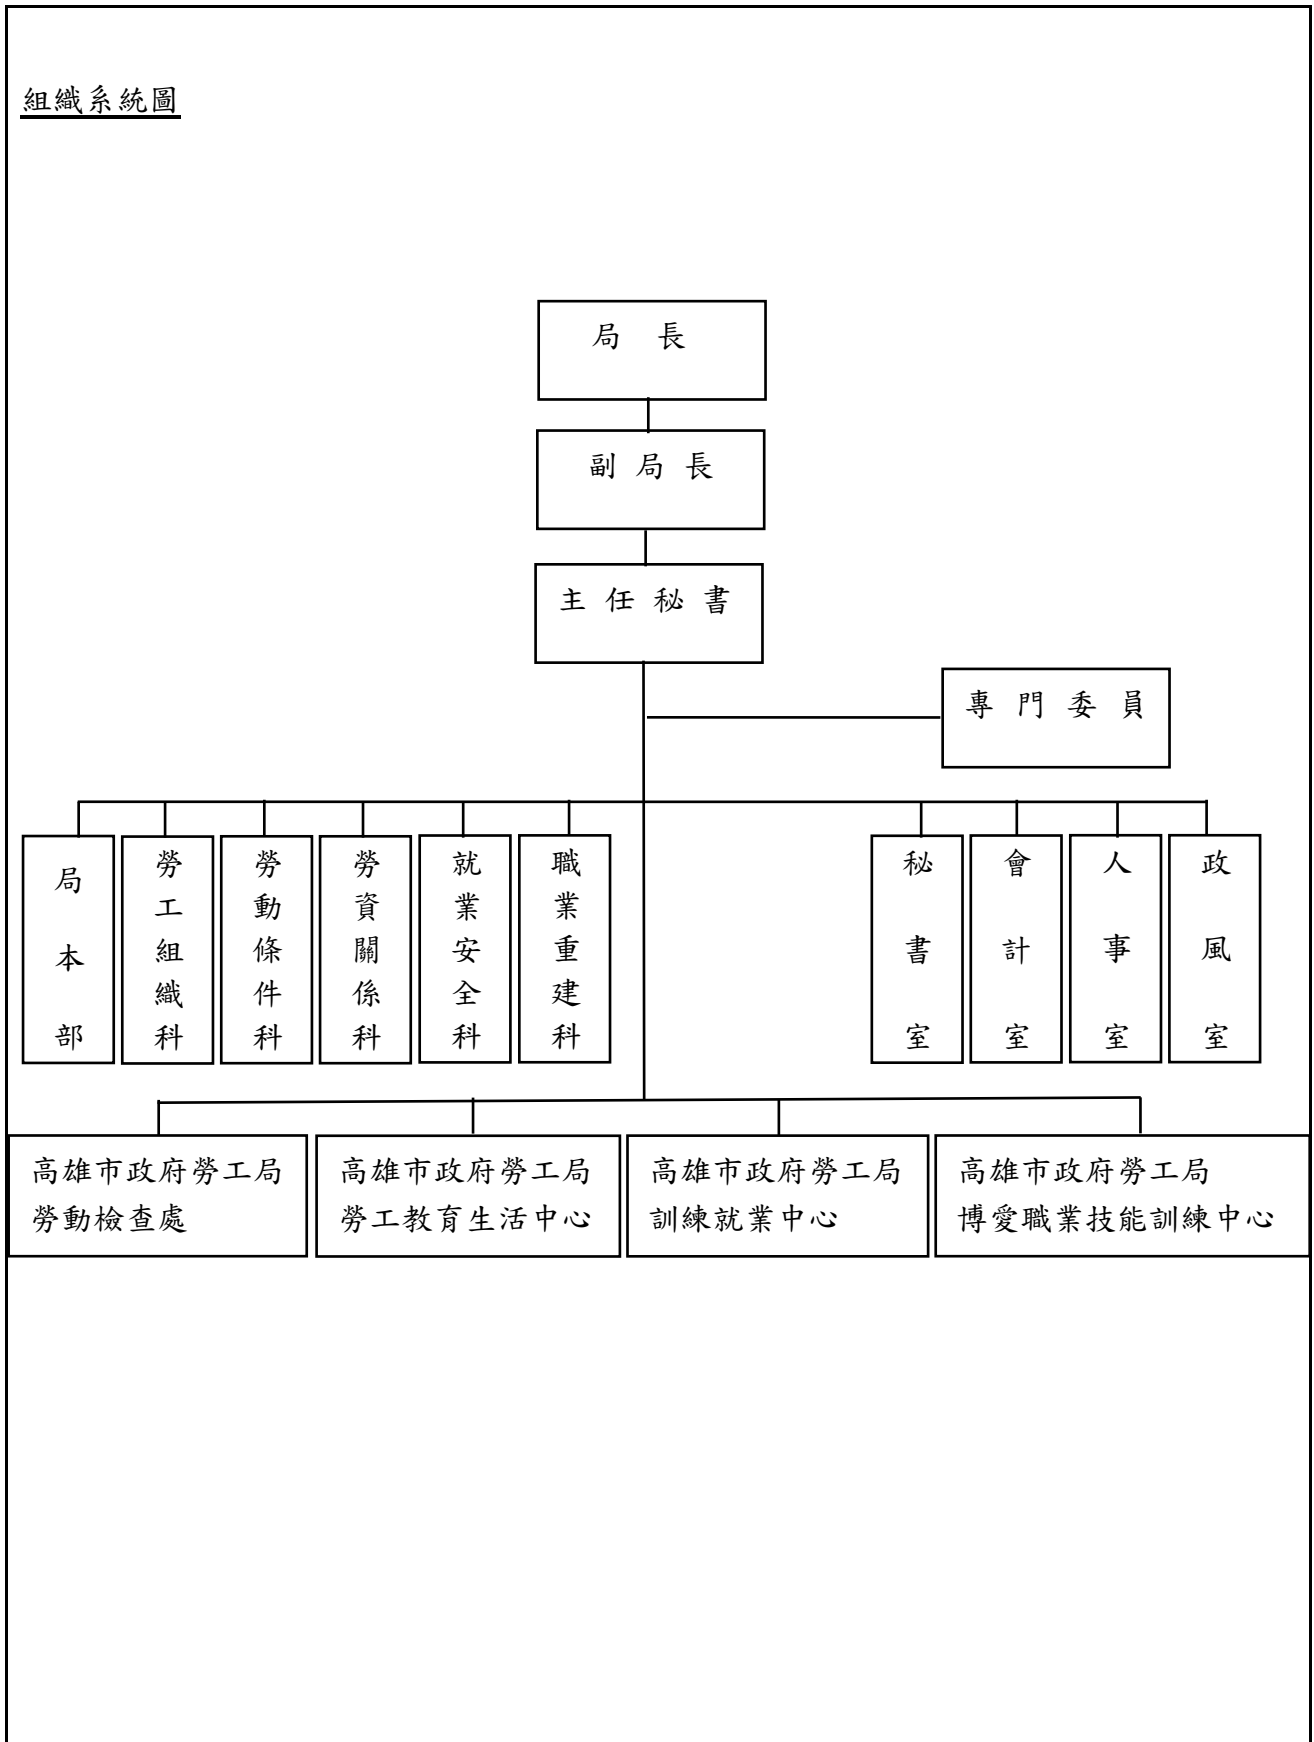 組織系統圖
局 長
副 局 長
主 任 秘 書
專 門 委 員
局本部
勞工組織科
勞動條件科
勞資關係科
就業安全科
職業重建科
秘書室
會計室
人事室
政風室
高雄市政府勞工局
勞動檢查處
高雄市政府勞工局
勞工教育生活中心
高雄市政府勞工局
訓練就業中心
高雄市政府勞工局
博愛職業技能訓練中心